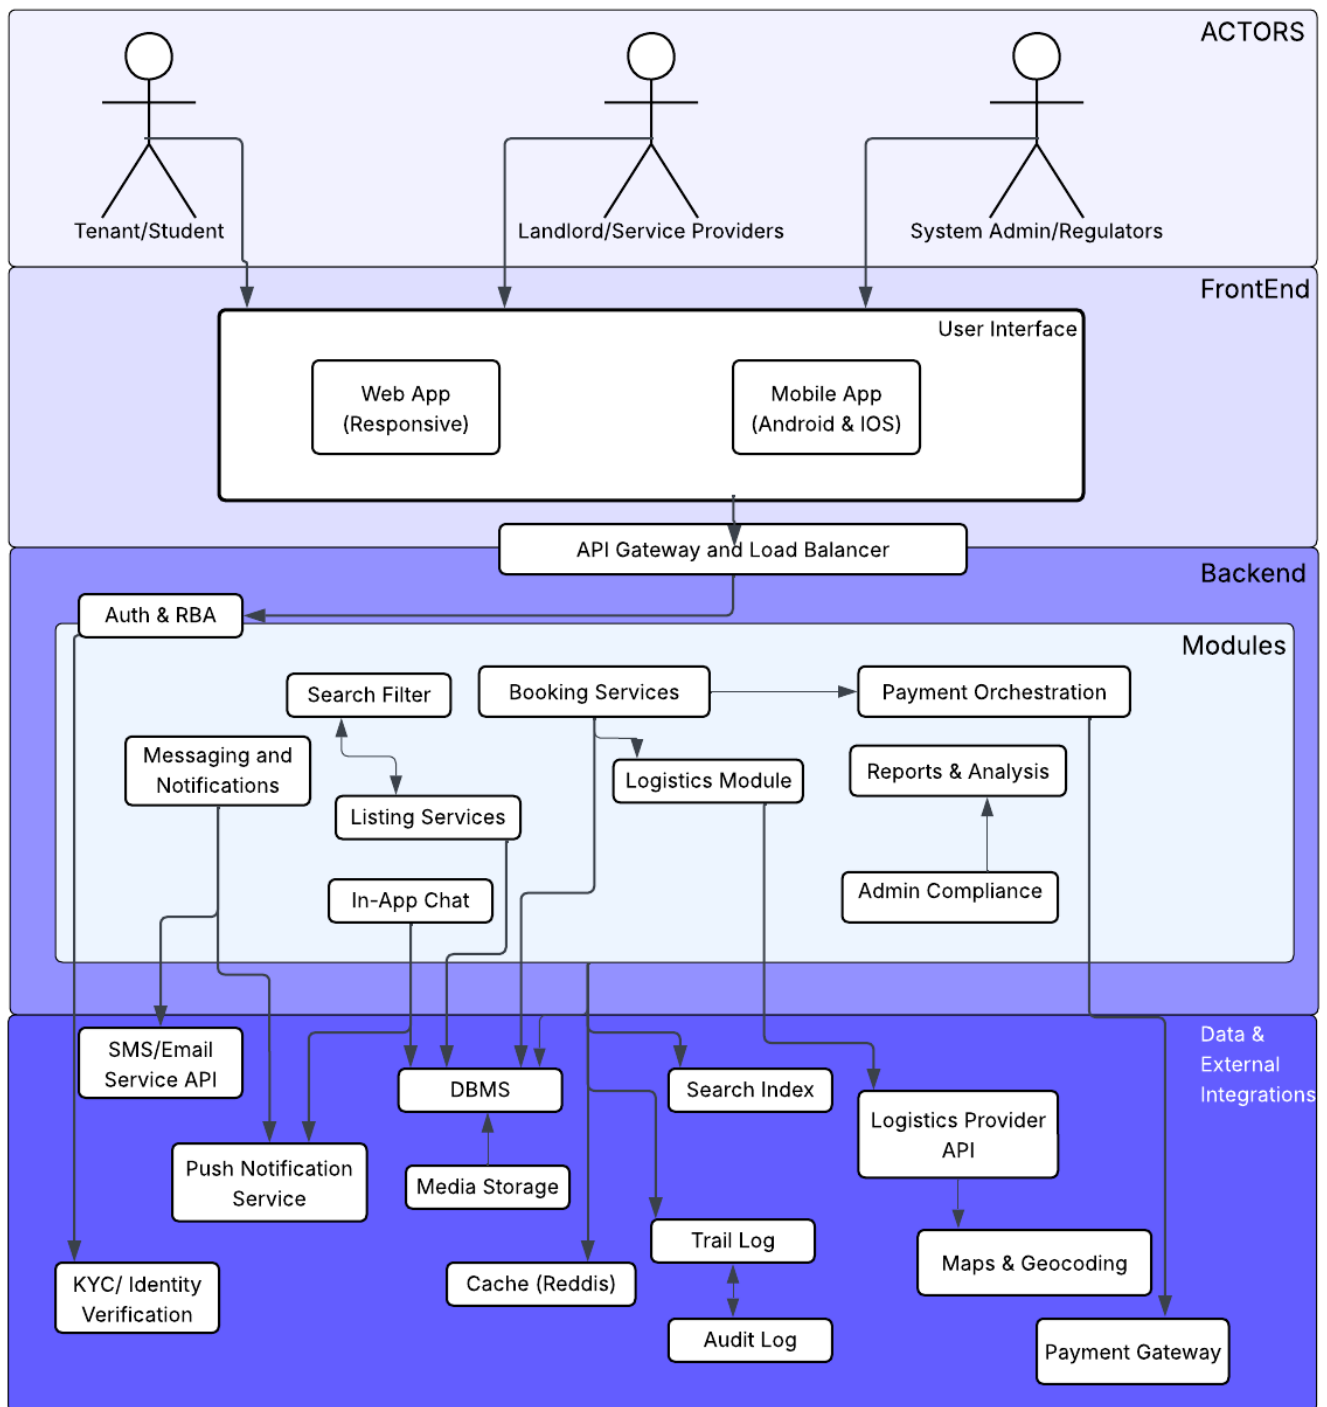 ACTORS
Tenant/Student
Landlord/Service Providers
System Admin/Regulators
FrontEnd
User Interface
Web App
(Responsive)
Mobile App
(Android & IOS)
API Gateway and Load Balancer
Backend
Auth & RBA
Modules
Search Filter
Booking Services
Payment Orchestration
Messaging and
Notifications
Logistics Module
Reports & Analysis
Listing Services
In-App Chat
Admin Compliance
Data &
External
Integrations
SMS/Email
Service API
DBMS
Search Index
Logistics Provider
API
Push Notification
Service
Media Storage
Trail Log
Maps & Geocoding
KYC/ Identity
Verification
Cache (Reddis)
Audit Log
Payment Gateway